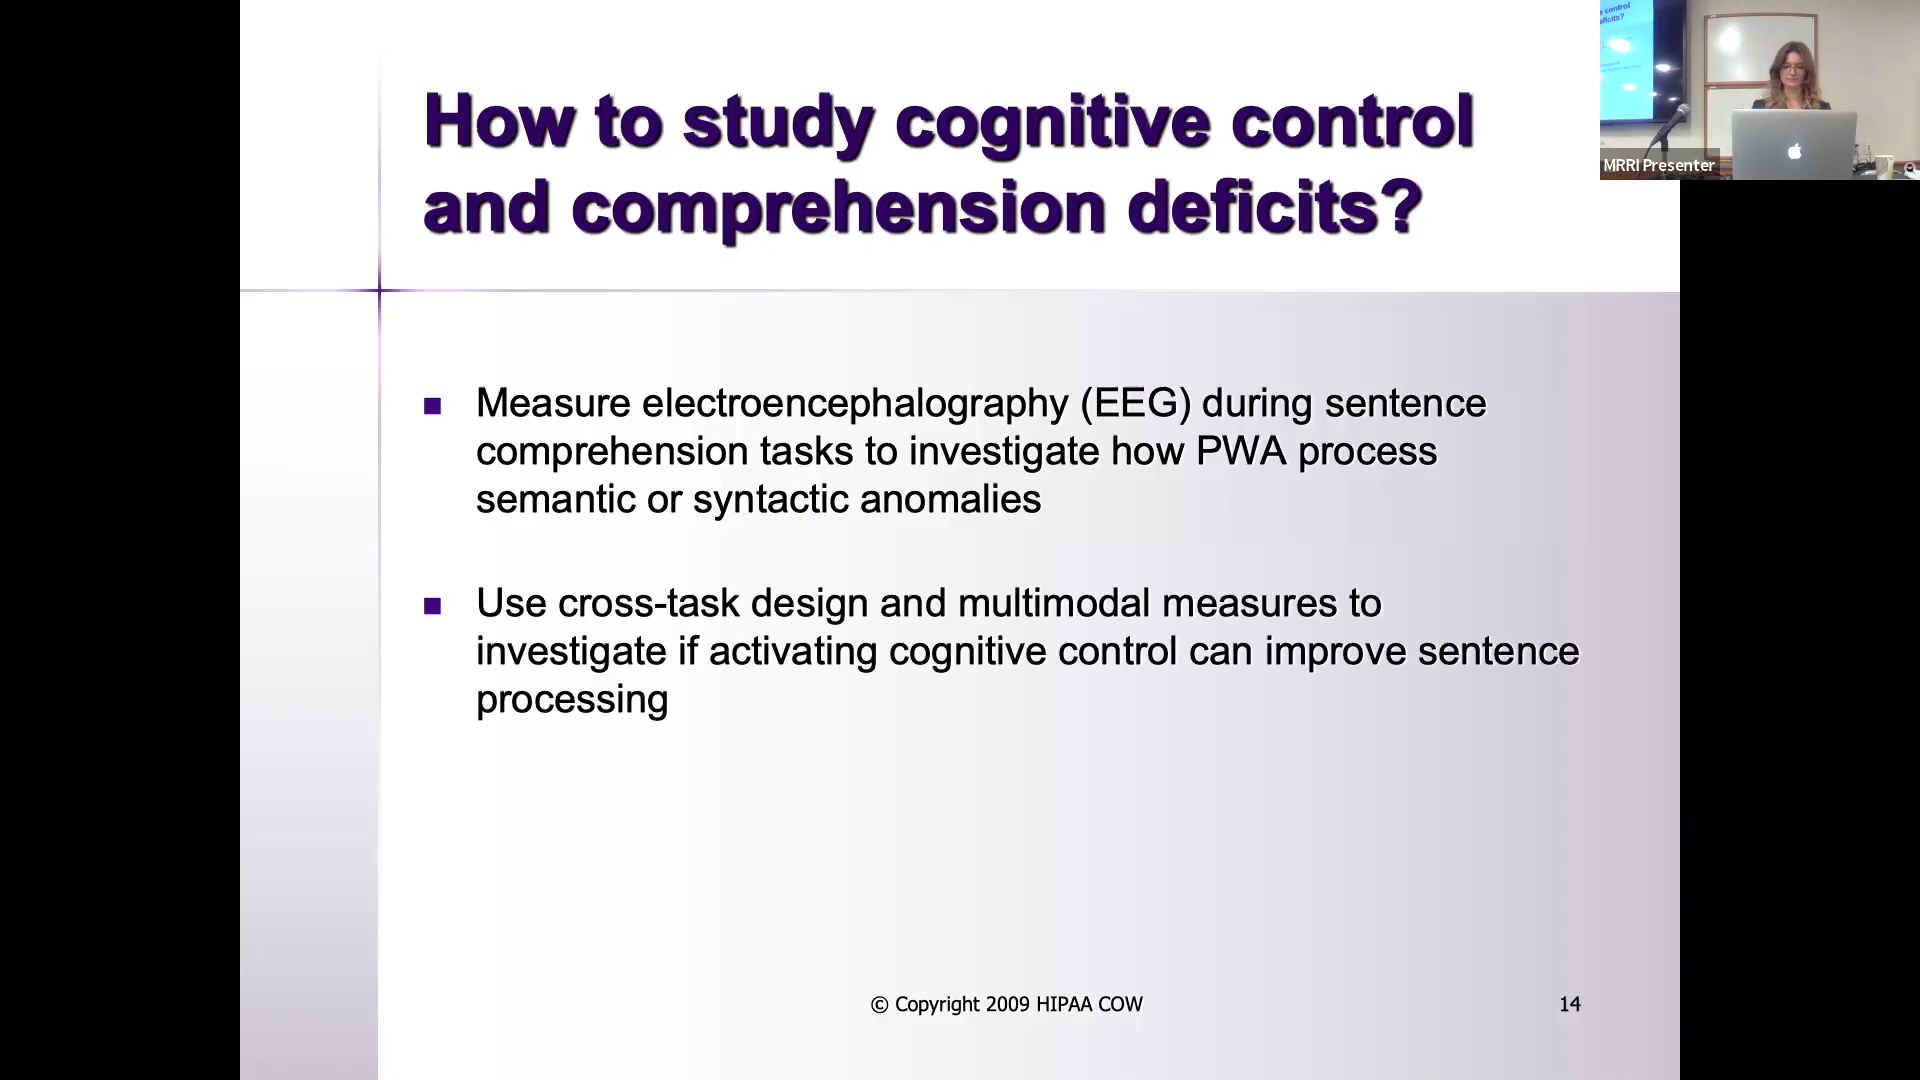 How to study cognitive control
and comprehension deficits?
■ Measure electroencephalography (EEG) during sentence
comprehension tasks to investigate how PWA process
semantic or syntactic anomalies
■ Use cross-task design and multimodal measures to
investigate if activating cognitive control can improve sentence
processing
© Copyright 2009 HIPAA COW
14
control
MRRI Presenter